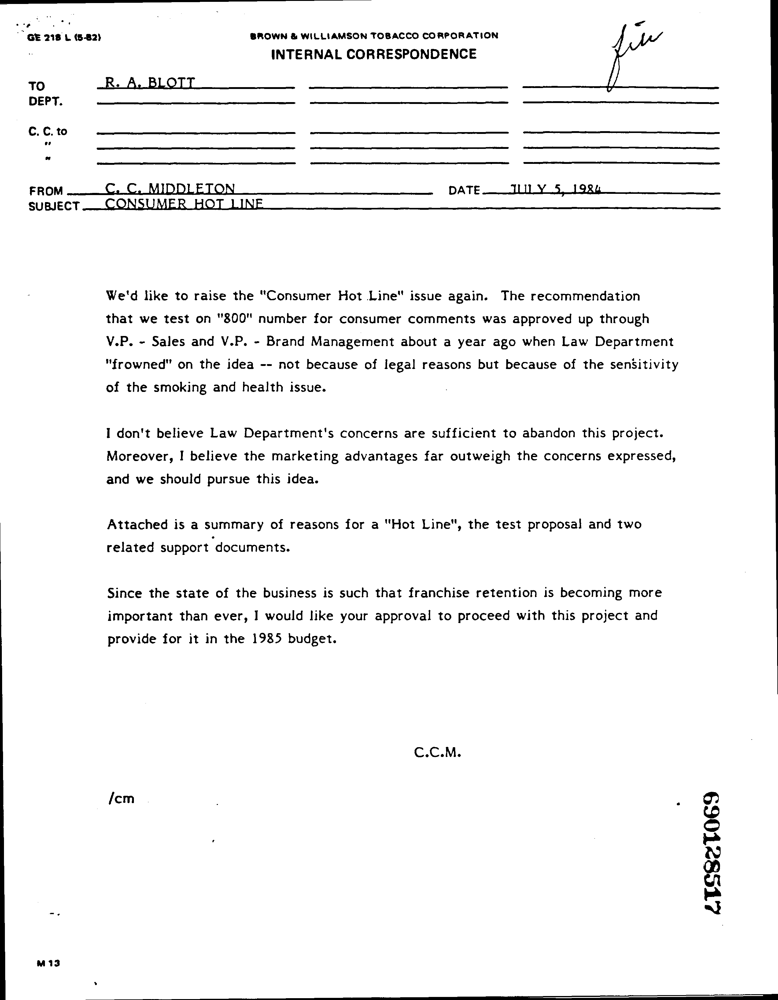 GE 218 L (5-82)
BROWN & WILLIAMSON TOBACCO CORPORATION
INTERNAL CORRESPONDENCE
file
TO R. A. BLOTT
DEPT.
C. C. to
"
"
FROM C. C. MIDDLETON DATE JULY 5, 1984
SUBJECT CONSUMER HOT LINE
We'd like to raise the "Consumer Hot Line" issue again. The recommendation
that we test on "800" number for consumer comments was approved up through
V.P. - Sales and V.P. - Brand Management about a year ago when Law Department
"frowned" on the idea -- not because of legal reasons but because of the sensitivity
of the smoking and health issue.
I don't believe Law Department's concerns are sufficient to abandon this project.
Moreover, I believe the marketing advantages far outweigh the concerns expressed,
and we should pursue this idea.
Attached is a summary of reasons for a "Hot Line", the test proposal and two
related support documents.
Since the state of the business is such that franchise retention is becoming more
important than ever, I would like your approval to proceed with this project and
provide for it in the 1985 budget.
C.C.M.
/cm
690128517
M 13